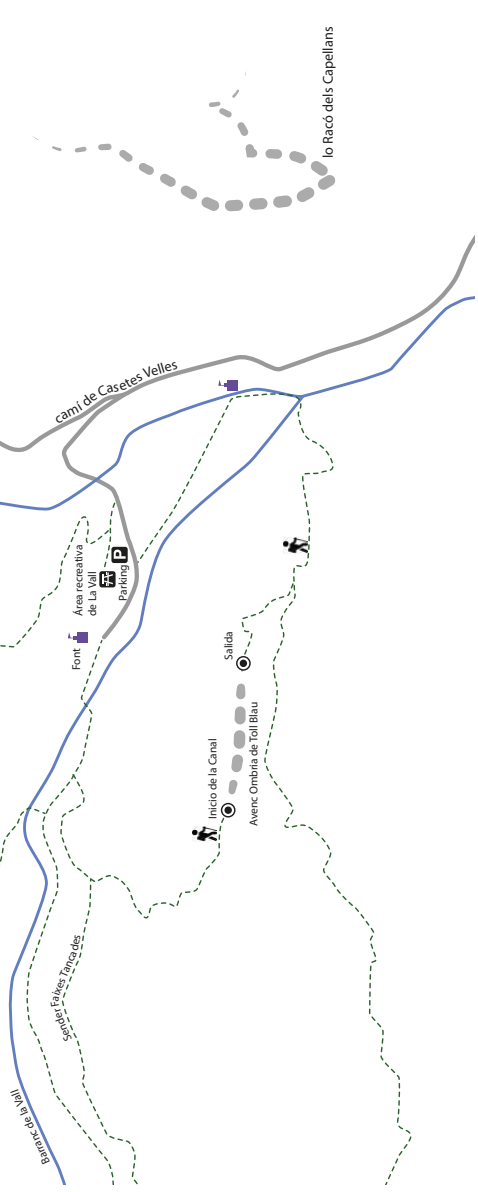 lo Racó dels Capellans
camí de Casetes Velles
Área recreativa
de La Vall
P
Parking
Font
Salida
Inicio de la Canal
Avenc Ombria de Toll Blau
Sender Faixes Tancades
Barranc de la Vall